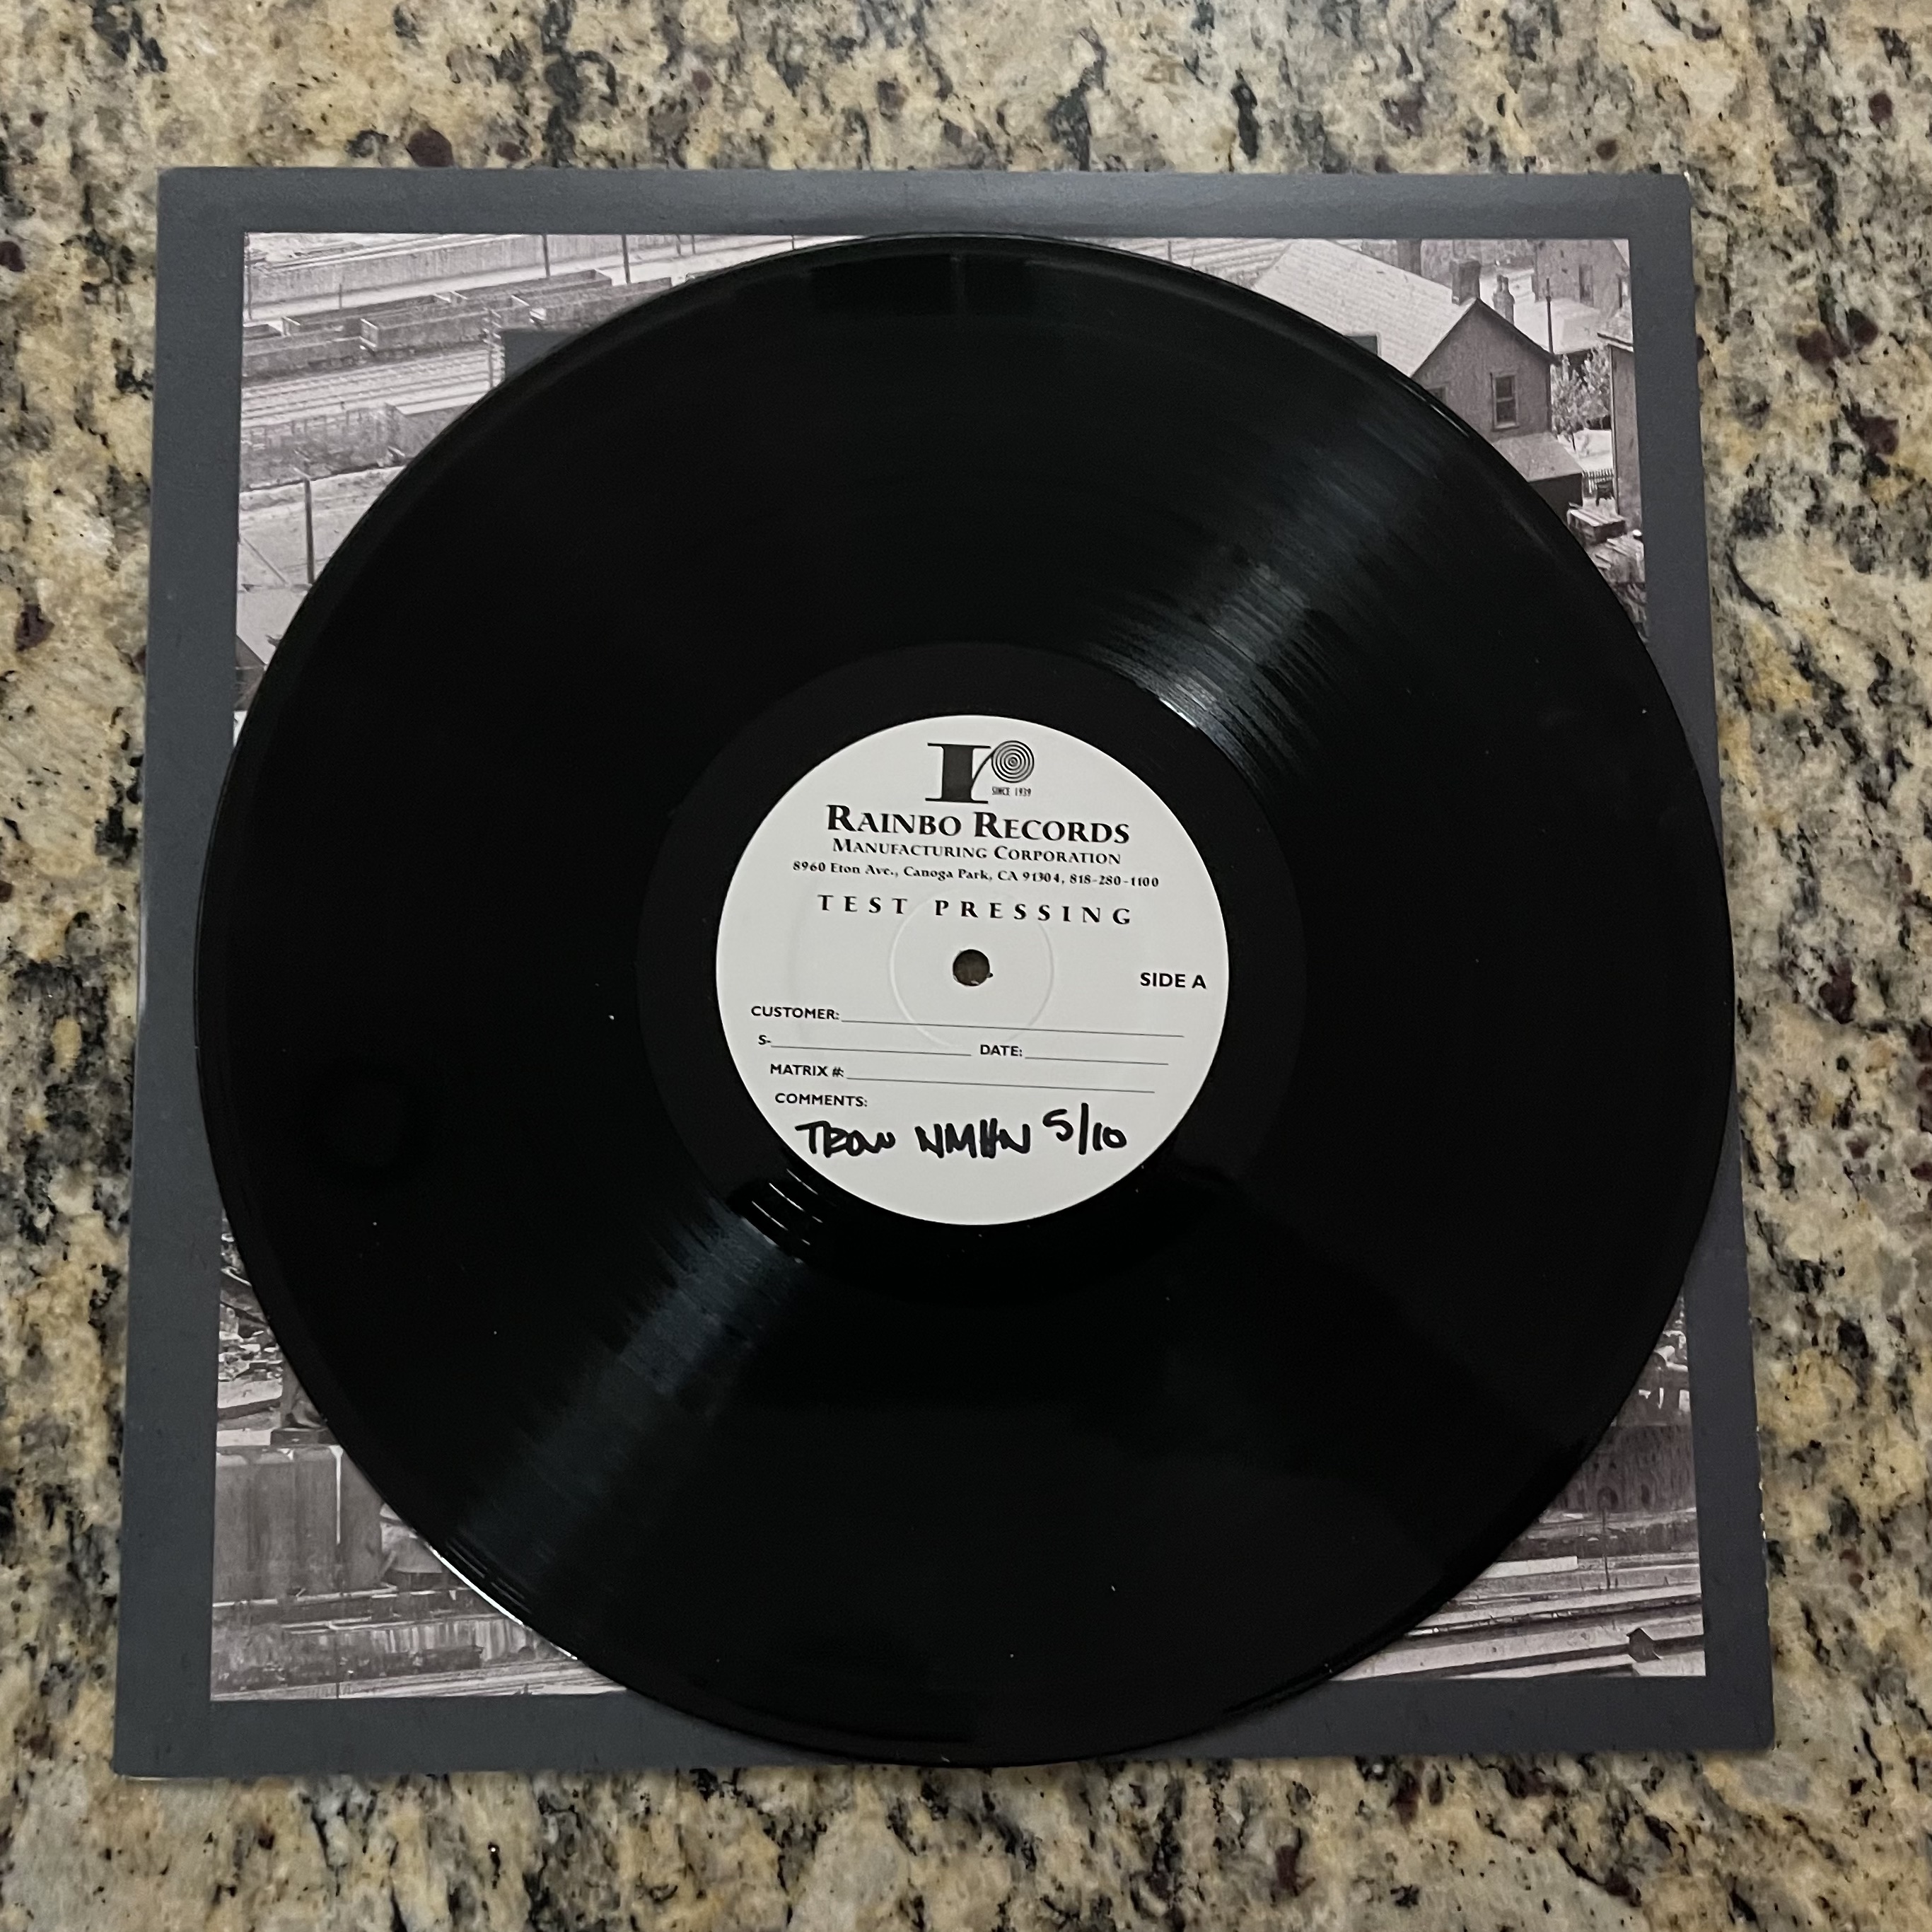 r
SINCE 1939
RAINBO RECORDS
MANUFACTURING CORPORATION
8960 Eton Ave., Canoga Park, CA 91304, 818-280-1100
TEST PRESSING
SIDE A
CUSTOMER:
S- DATE:
MATRIX #:
COMMENTS:
TROW NMHN 5/10